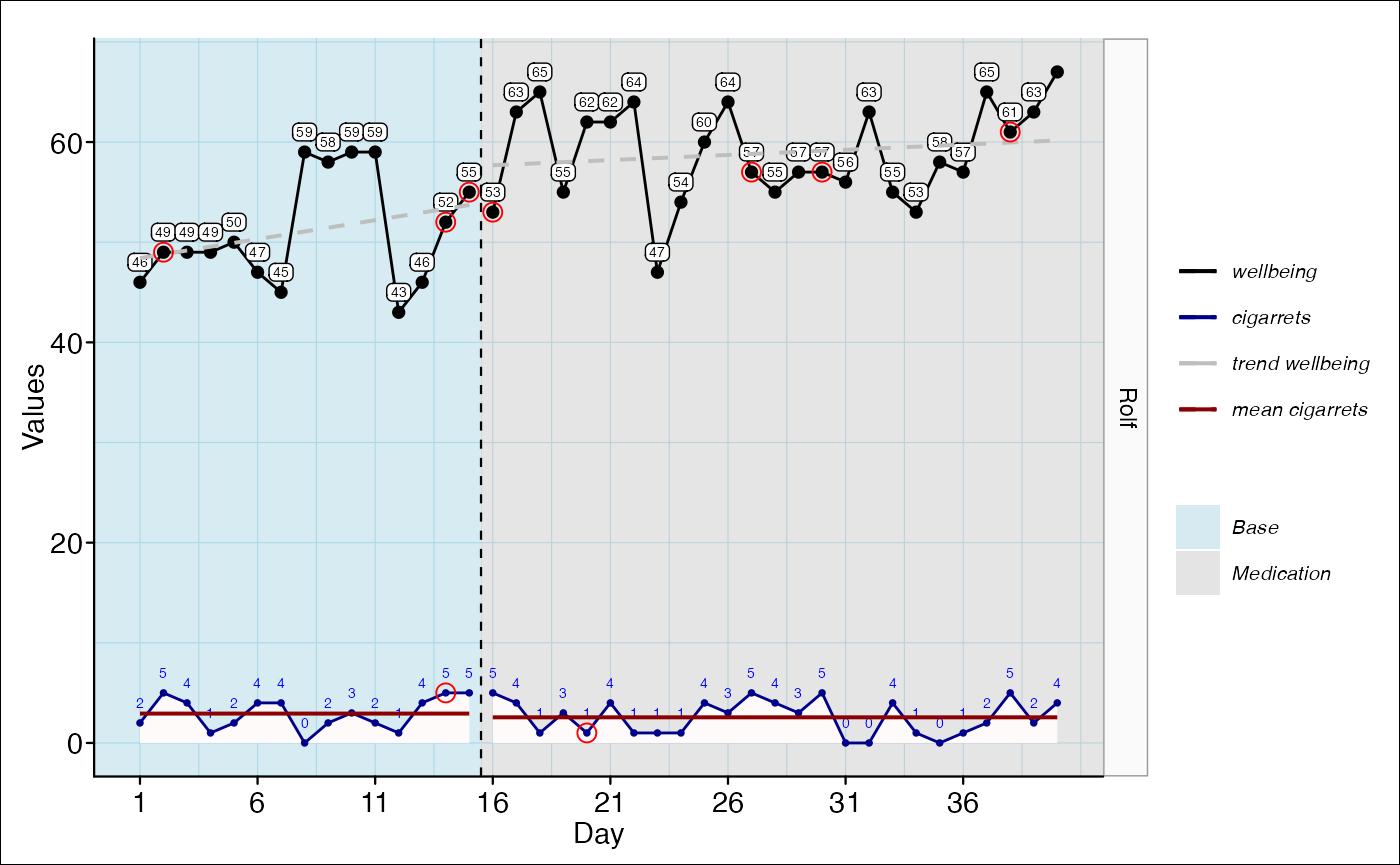 Values
60
40
20
0
46 49 49 49 50 47 45 59 58 59 59 43 46 52 55
53 63 65 55 62 62 64 47 54 60 64 57 55 57 57 56 63 55 53 58 57 65 61 63
2 5 4 1 2 4 4 0 2 3 2 1 4 5 5
5 4 1 3 1 4 1 1 1 4 3 5 4 3 5 0 0 4 1 0 1 2 5 2 4
1 6 11 16 21 26 31 36
Day
Rolf
wellbeing
cigarrets
trend wellbeing
mean cigarrets
Base
Medication